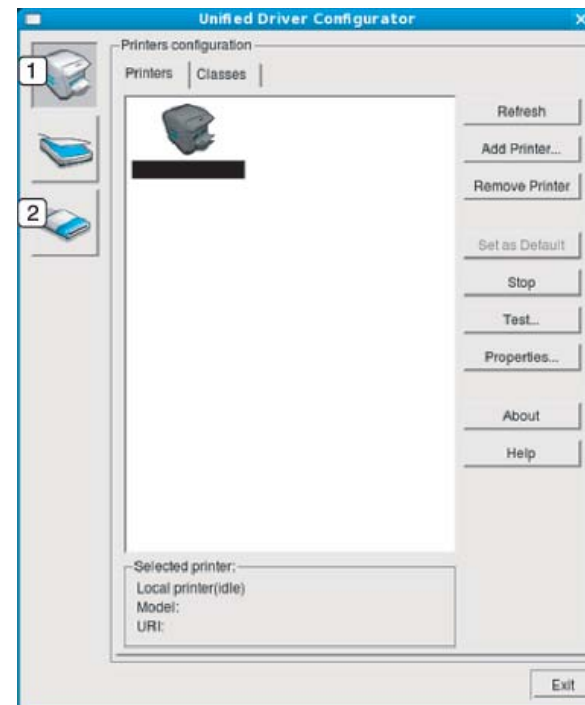 Unified Driver Configurator
1
2
Printers configuration
Printers Classes
Refresh
Add Printer...
Remove Printer
Set as Default
Stop
Test...
Properties...
About
Help
Selected printer:
Local printer(idle)
Model:
URI:
Exit